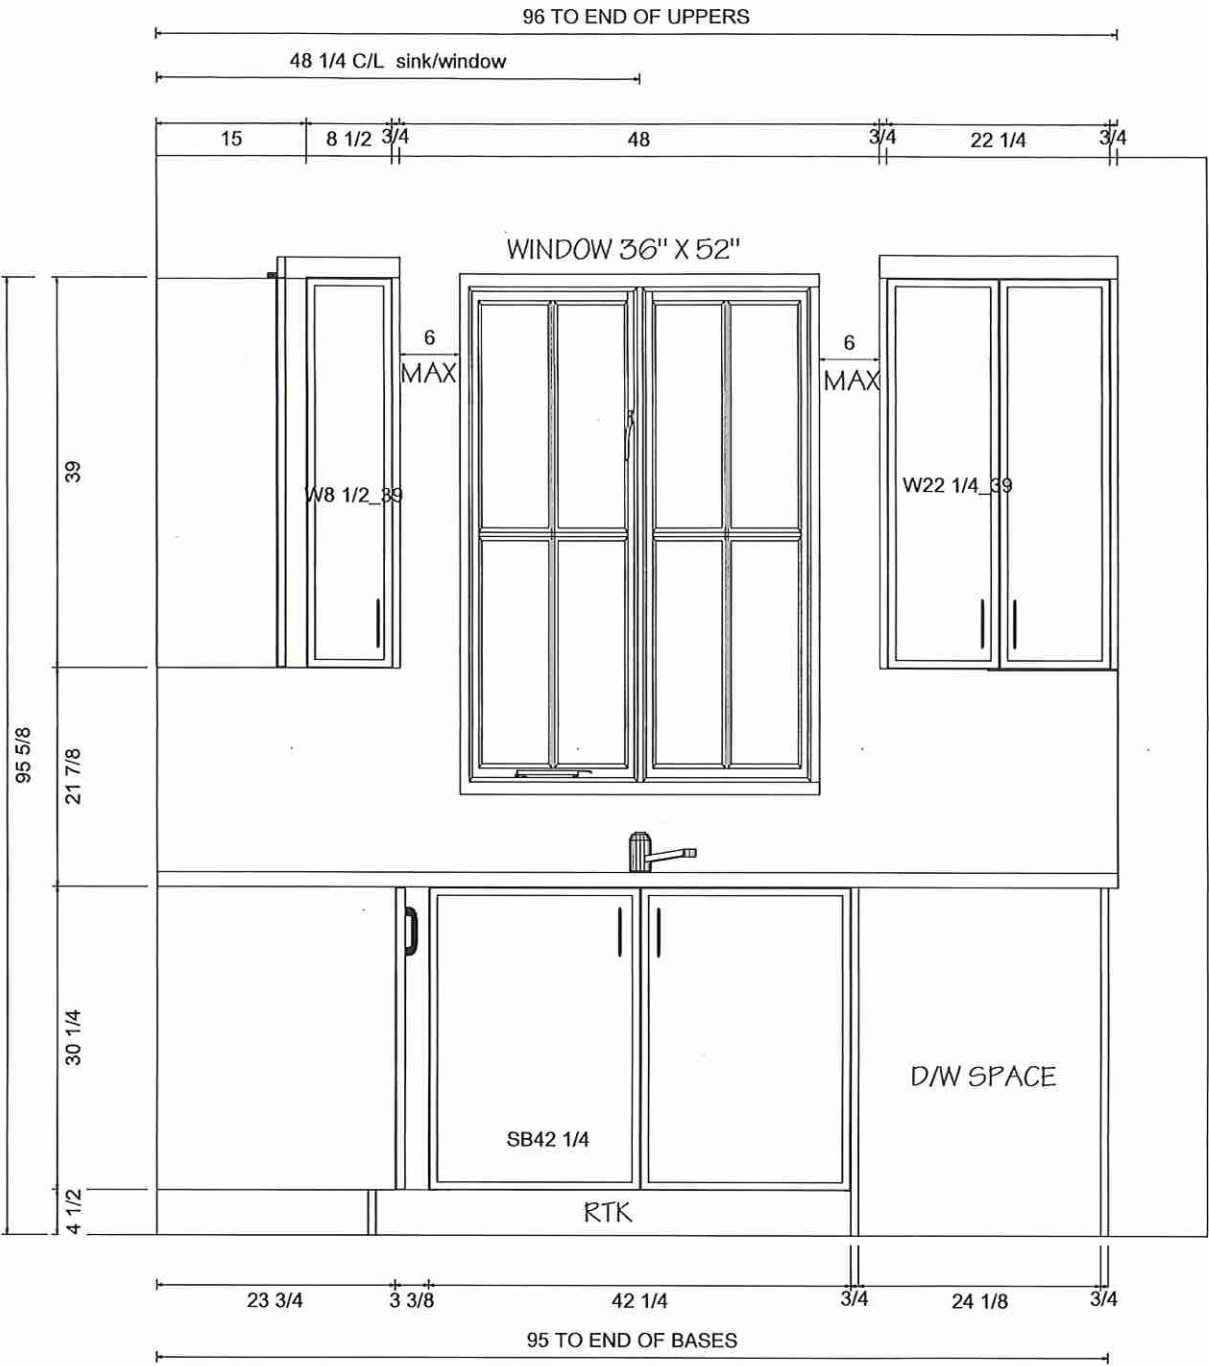 96 TO END OF UPPERS
48 1/4 C/L sink/window
15
8 1/2
3/4
48
3/4
22 1/4
3/4
WINDOW 36" X 52"
6
MAX
6
MAX
39
W8 1/2_39
W22 1/4_39
95 5/8
21 7/8
30 1/4
D/W SPACE
SB42 1/4
4 1/2
RTK
23 3/4
3 3/8
42 1/4
3/4
24 1/8
3/4
95 TO END OF BASES